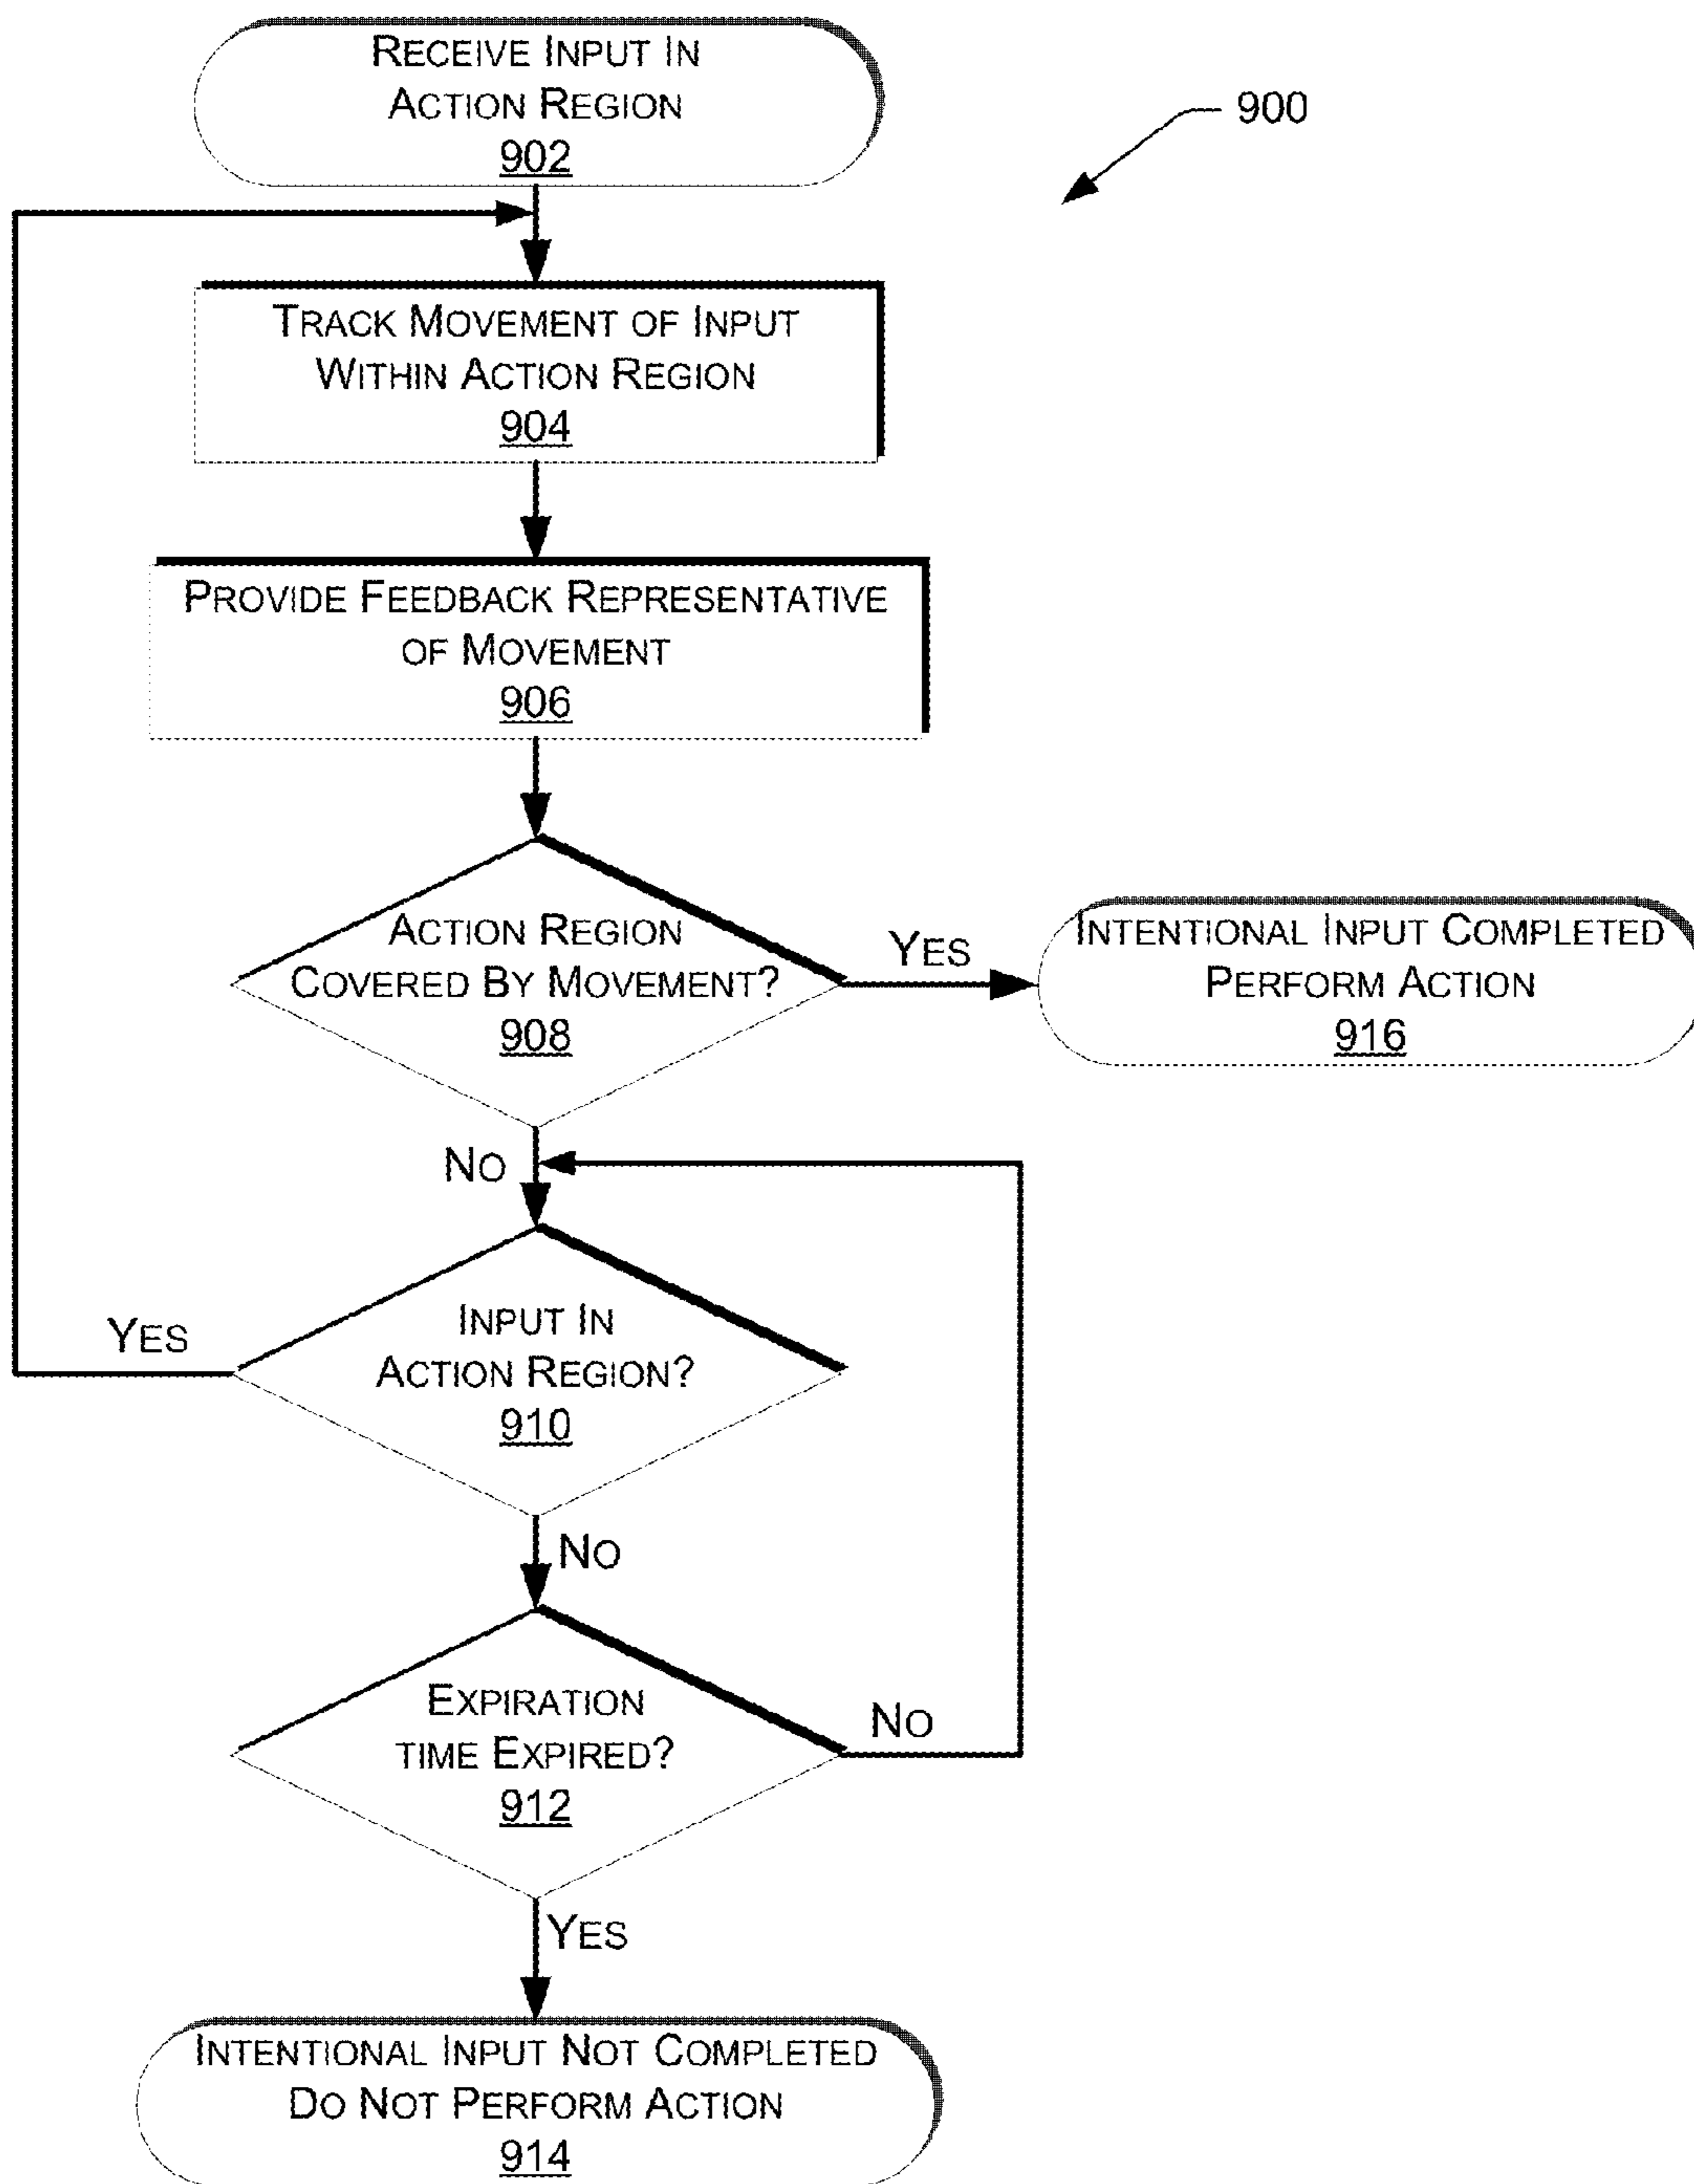 RECEIVE INPUT IN
ACTION REGION
902
900
TRACK MOVEMENT OF INPUT
WITHIN ACTION REGION
904
PROVIDE FEEDBACK REPRESENTATIVE
OF MOVEMENT
906
ACTION REGION
COVERED BY MOVEMENT?
908
YES
INTENTIONAL INPUT COMPLETED
PERFORM ACTION
916
NO
INPUT IN
ACTION REGION?
910
YES
NO
EXPIRATION
TIME EXPIRED?
912
NO
YES
INTENTIONAL INPUT NOT COMPLETED
DO NOT PERFORM ACTION
914